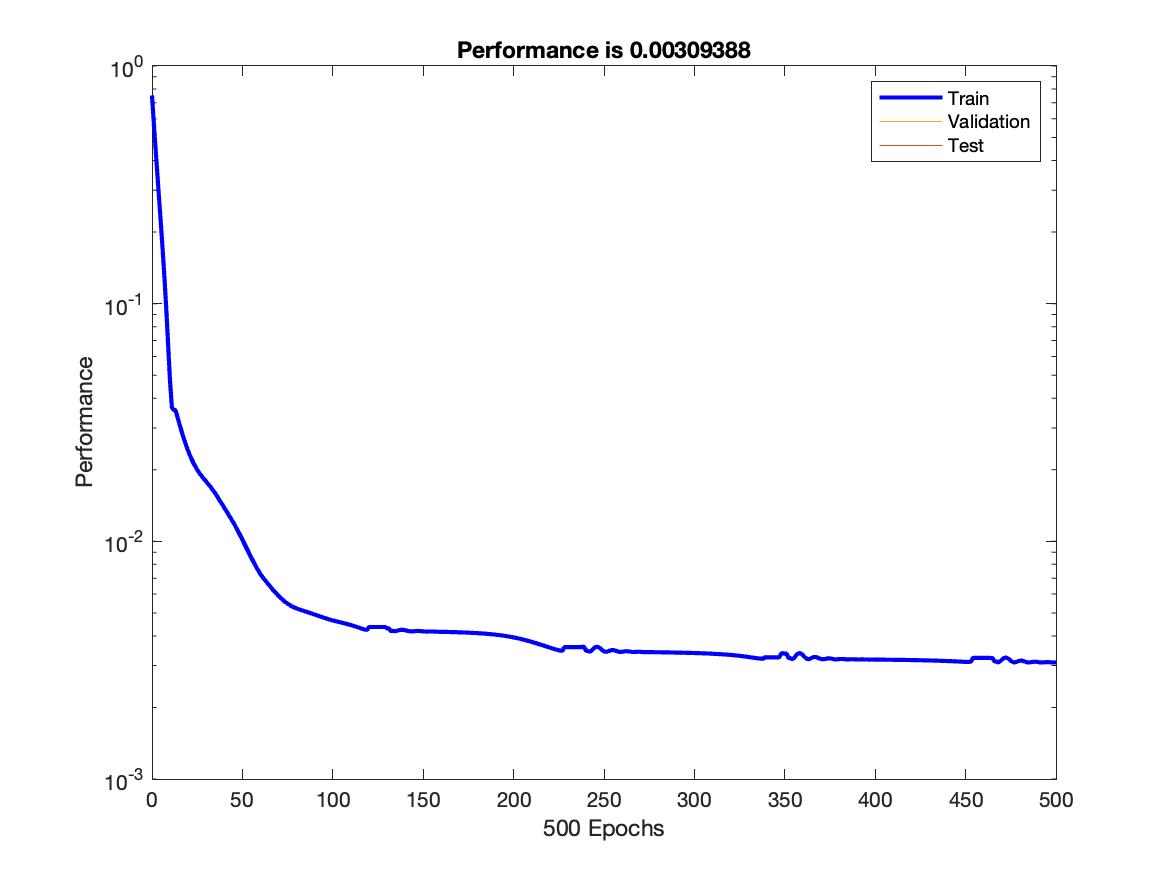 Performance is 0.00309388
10^0
Train
Validation
Test
10^-1
Performance
10^-2
10^-3
0 50 100 150 200 250 300 350 400 450 500
500 Epochs